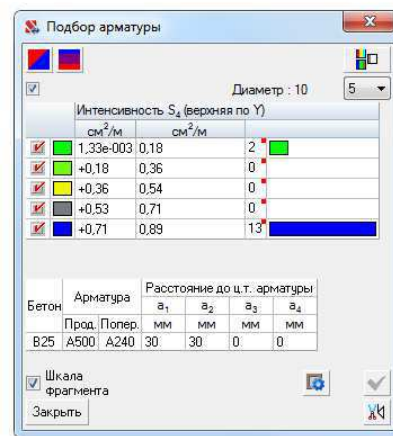 Подбор арматуры
Диаметр : 10
5
Интенсивность S₄ (верхняя по Y)
см²/м см²/м
1,33e-003 0,18 2
+0,18 0,36 0
+0,36 0,54 0
+0,53 0,71 0
+0,71 0,89 13
Бетон Арматура Расстояние до ц.т. арматуры
a₁ a₂ a₃ a₄
Прод. Попер. мм мм мм мм
B25 A500 A240 30 30 0 0
Шкала
фрагмента
Закрыть